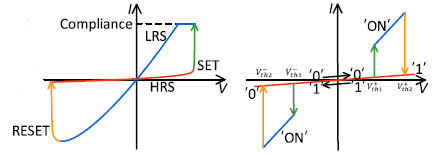 I
Compliance
LRS
SET
V
HRS
RESET
I
'ON'
V⁻th2
V⁻th1
'0'
'0'
'1'
'1'
'0'
'1'
V⁺th1
V⁺th2
V
'ON'